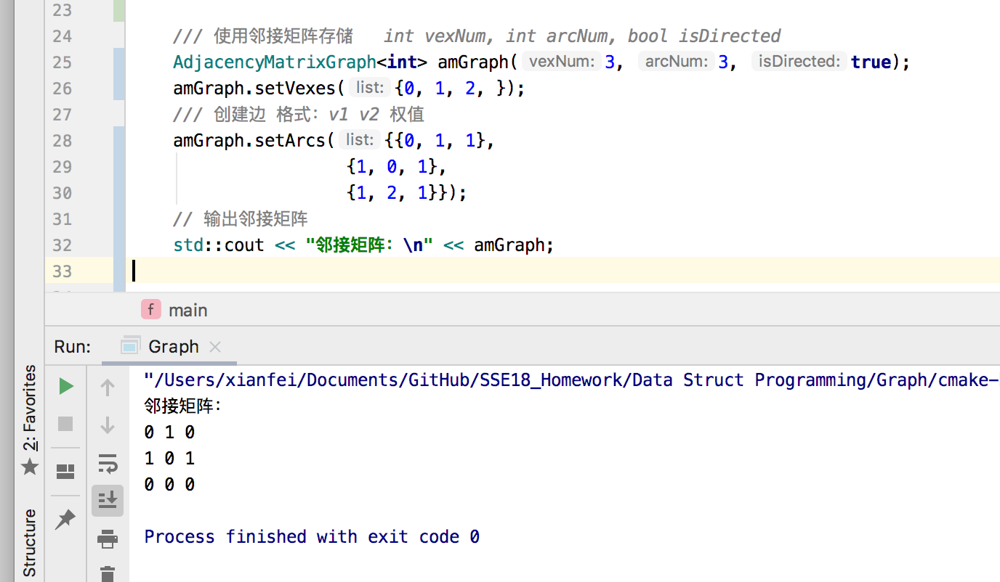 23
24 /// 使用邻接矩阵存储 int vexNum, int arcNum, bool isDirected
25 AdjacencyMatrixGraph<int> amGraph( vexNum: 3, arcNum: 3, isDirected: true);
26 amGraph.setVexes( list: {0, 1, 2, });
27 /// 创建边 格式：v1 v2 权值
28 amGraph.setArcs( list: {{0, 1, 1},
29 {1, 0, 1},
30 {1, 2, 1}});
31 // 输出邻接矩阵
32 std::cout << "邻接矩阵：\n" << amGraph;
33
f main
Run: Graph
2: Favorites
Structure
"/Users/xianfei/Documents/GitHub/SSE18_Homework/Data Struct Programming/Graph/cmake-
邻接矩阵：
0 1 0
1 0 1
0 0 0
Process finished with exit code 0